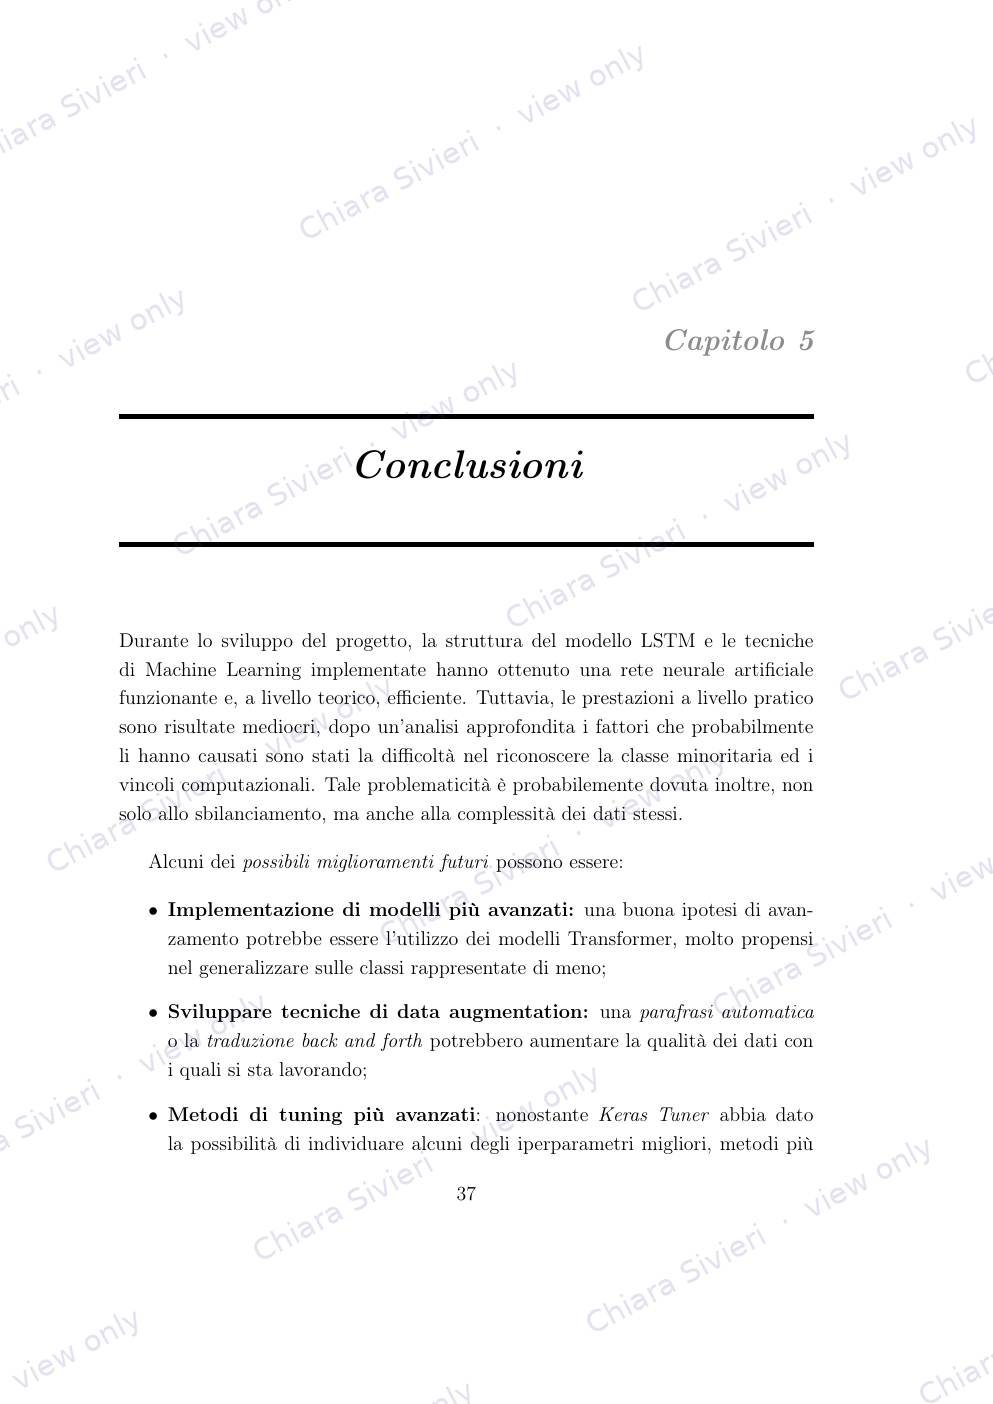 Capitolo 5
Conclusioni
Durante lo sviluppo del progetto, la struttura del modello LSTM e le tecniche
di Machine Learning implementate hanno ottenuto una rete neurale artificiale
funzionante e, a livello teorico, efficiente. Tuttavia, le prestazioni a livello pratico
sono risultate mediocri, dopo un'analisi approfondita i fattori che probabilmente
li hanno causati sono stati la difficoltà nel riconoscere la classe minoritaria ed i
vincoli computazionali. Tale problematicità è probabilemente dovuta inoltre, non
solo allo sbilanciamento, ma anche alla complessità dei dati stessi.
Alcuni dei possibili miglioramenti futuri possono essere:
• Implementazione di modelli più avanzati: una buona ipotesi di avan-
zamento potrebbe essere l'utilizzo dei modelli Transformer, molto propensi
nel generalizzare sulle classi rappresentate di meno;
• Sviluppare tecniche di data augmentation: una parafrasi automatica
o la traduzione back and forth potrebbero aumentare la qualità dei dati con
i quali si sta lavorando;
• Metodi di tuning più avanzati: nonostante Keras Tuner abbia dato
la possibilità di individuare alcuni degli iperparametri migliori, metodi più
37
Chiara Sivieri · view only